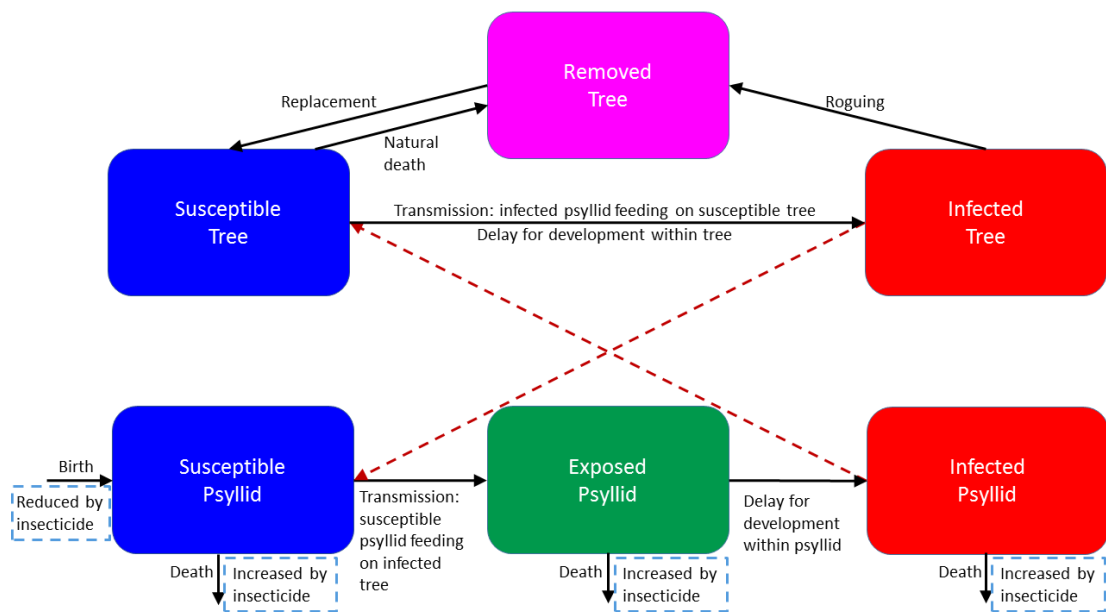 Removed
Tree
Replacement
Roguing
Natural
death
Susceptible
Tree
Transmission: infected psyllid feeding on susceptible tree
Delay for development within tree
Infected
Tree
Birth
Reduced by
insecticide
Susceptible
Psyllid
Transmission:
susceptible
psyllid feeding
on infected
tree
Exposed
Psyllid
Delay for
development
within psyllid
Infected
Psyllid
Death
Increased by
insecticide
Death
Increased by
insecticide
Death
Increased by
insecticide